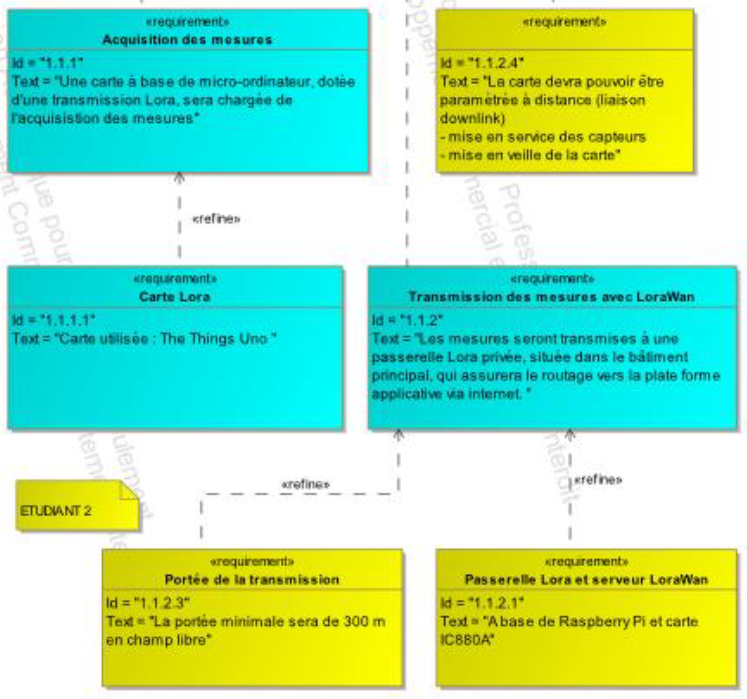 «requirement»
Acquisition des mesures
Id = "1.1.1"
Text = "Une carte à base de micro-ordinateur, dotée
d'une transmission Lora, sera chargée de
l'acquisistion des mesures"
«requirement»
Id = "1.1.2.4"
Text = "La carte devra pouvoir être
paramètrée à distance (liaison
downlink)
- mise en service des capteurs
- mise en veille de la carte"
«refine»
«requirement»
Carte Lora
Id = "1.1.1.1"
Text = "Carte utilisée : The Things Uno "
«requirement»
Transmission des mesures avec LoraWan
Id = "1.1.2"
Text = "Les mesures seront transmises à une
passerelle Lora privée, située dans le bâtiment
principal, qui assurera le routage vers la plate forme
applicative via internet. "
«refine»
«refine»
ETUDIANT 2
«requirement»
Portée de la transmission
Id = "1.1.2.3"
Text = "La portée minimale sera de 300 m
en champ libre"
«requirement»
Passerelle Lora et serveur LoraWan
Id = "1.1.2.1"
Text = "A base de Raspberry Pi et carte
IC880A"